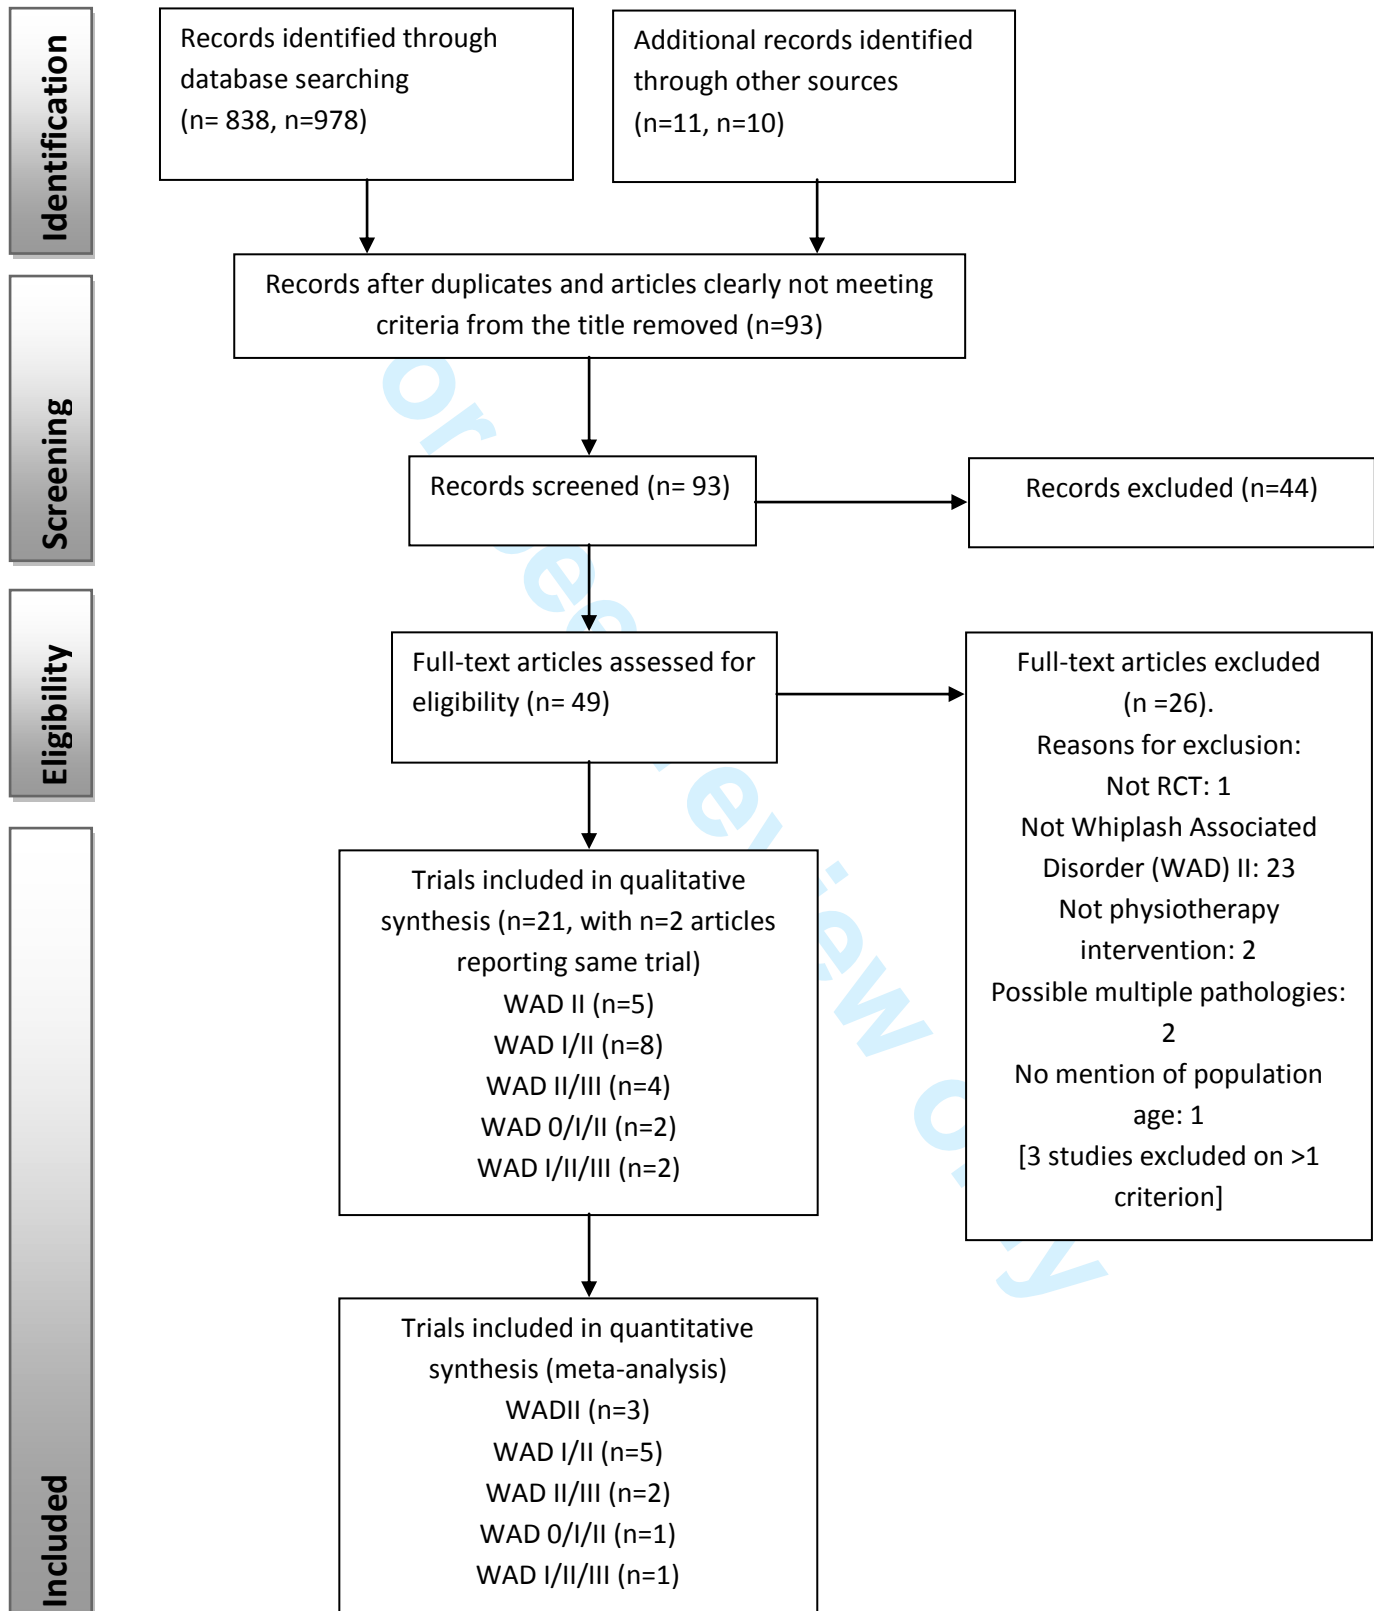 Identification
Records identified through
database searching
(n= 838, n=978)
Additional records identified
through other sources
(n=11, n=10)
Records after duplicates and articles clearly not meeting
criteria from the title removed (n=93)
Screening
Records screened (n= 93)
Records excluded (n=44)
Eligibility
Full-text articles assessed for
eligibility (n= 49)
Full-text articles excluded
(n =26).
Reasons for exclusion:
Not RCT: 1
Not Whiplash Associated
Disorder (WAD) II: 23
Not physiotherapy
intervention: 2
Possible multiple pathologies:
2
No mention of population
age: 1
[3 studies excluded on >1
criterion]
Included
Trials included in qualitative
synthesis (n=21, with n=2 articles
reporting same trial)
WAD II (n=5)
WAD I/II (n=8)
WAD II/III (n=4)
WAD 0/I/II (n=2)
WAD I/II/III (n=2)
Trials included in quantitative
synthesis (meta-analysis)
WADII (n=3)
WAD I/II (n=5)
WAD II/III (n=2)
WAD 0/I/II (n=1)
WAD I/II/III (n=1)